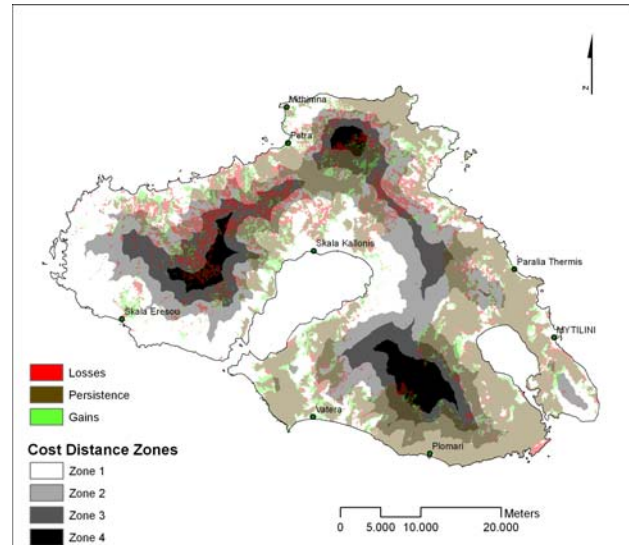 Mithimna
Petra
Skala Kallonis
Paralia Thermis
Skala Eresou
MYTILINI
Losses
Persistence
Gains
Vatera
Plomari
Cost Distance Zones
Zone 1
Zone 2
Zone 3
Zone 4
Meters
0 5.000 10.000 20.000
N